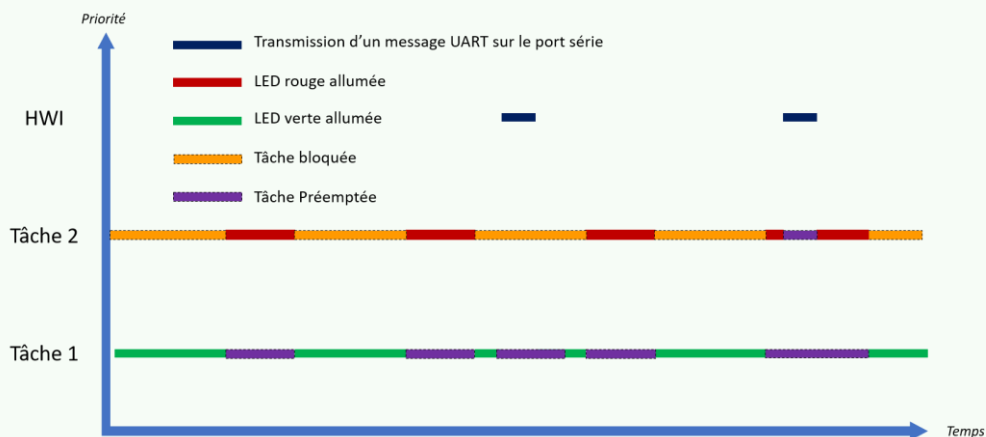 Priorité
Transmission d'un message UART sur le port série
LED rouge allumée
HWI
LED verte allumée
Tâche bloquée
Tâche Préemptée
Tâche 2
Tâche 1
Temps